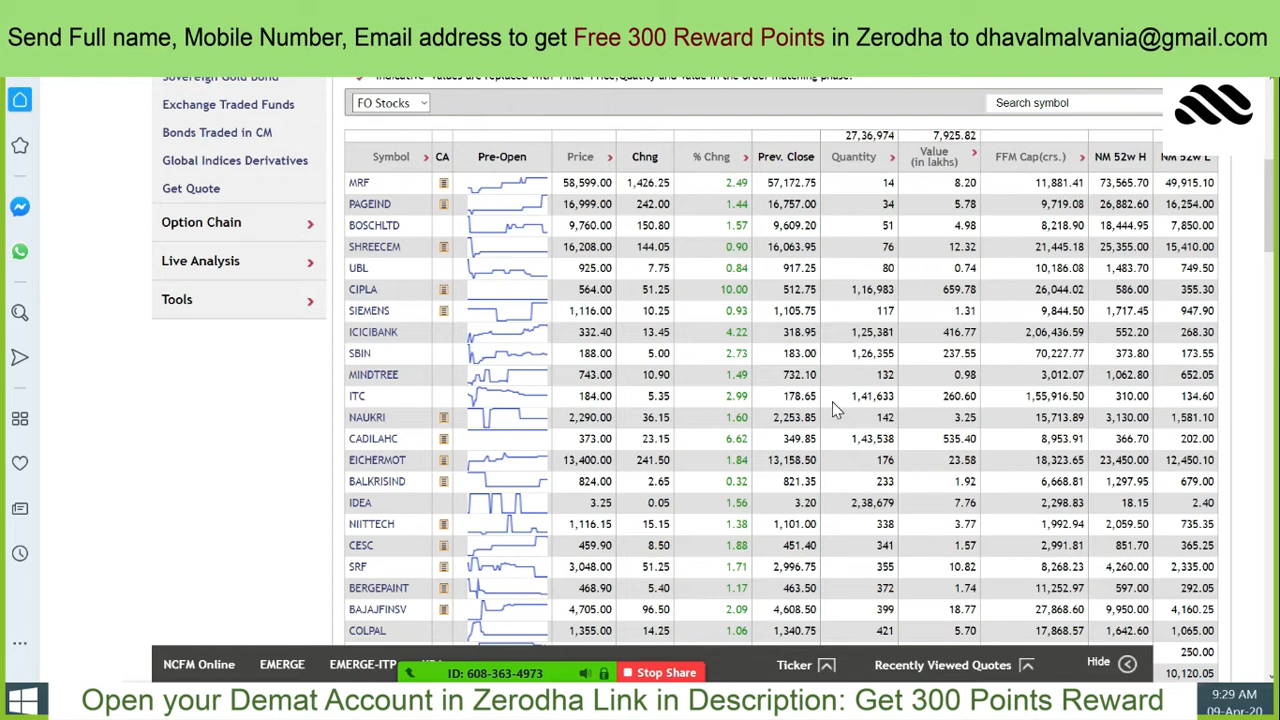 Send Full name, Mobile Number, Email address to get Free 300 Reward Points in Zerodha to dhavalmalvania@gmail.com
Sovereign Gold Bond
Indicative values are replaced with 'Final' Price,Quantity and Value in the order matching phase.
Exchange Traded Funds
Bonds Traded in CM
Global Indices Derivatives
Get Quote
Option Chain
Live Analysis
Tools
FO Stocks
Search symbol
27,36,974 7,925.82
Symbol CA Pre-Open Price Chng % Chng Prev. Close Quantity Value (in lakhs) FFM Cap(crs.) NM 52w H NM 52w L
MRF 58,599.00 1,426.25 2.49 57,172.75 14 8.20 11,881.41 73,565.70 49,915.10
PAGEIND 16,999.00 242.00 1.44 16,757.00 34 5.78 9,719.08 26,882.60 16,254.00
BOSCHLTD 9,760.00 150.80 1.57 9,609.20 51 4.98 8,218.90 18,444.95 7,850.00
SHREECEM 16,208.00 144.05 0.90 16,063.95 76 12.32 21,445.18 25,355.00 15,410.00
UBL 925.00 7.75 0.84 917.25 80 0.74 10,186.08 1,483.70 749.50
CIPLA 564.00 51.25 10.00 512.75 1,16,983 659.78 26,044.02 586.00 355.30
SIEMENS 1,116.00 10.25 0.93 1,105.75 117 1.31 9,844.50 1,717.45 947.90
ICICIBANK 332.40 13.45 4.22 318.95 1,25,381 416.77 2,06,436.59 552.20 268.30
SBIN 188.00 5.00 2.73 183.00 1,26,355 237.55 70,227.77 373.80 173.55
MINDTREE 743.00 10.90 1.49 732.10 132 0.98 3,012.07 1,062.80 652.05
ITC 184.00 5.35 2.99 178.65 1,41,633 260.60 1,55,916.50 310.00 134.60
NAUKRI 2,290.00 36.15 1.60 2,253.85 142 3.25 15,713.89 3,130.00 1,581.10
CADILAHC 373.00 23.15 6.62 349.85 1,43,538 535.40 8,953.91 366.70 202.00
EICHERMOT 13,400.00 241.50 1.84 13,158.50 176 23.58 18,323.65 23,450.00 12,450.10
BALKRISIND 824.00 2.65 0.32 821.35 233 1.92 6,668.81 1,297.95 679.00
IDEA 3.25 0.05 1.56 3.20 2,38,679 7.76 2,298.83 18.15 2.40
NIITTECH 1,116.15 15.15 1.38 1,101.00 338 3.77 1,992.94 2,059.50 735.35
CESC 459.90 8.50 1.88 451.40 341 1.57 2,991.81 851.70 365.25
SRF 3,048.00 51.25 1.71 2,996.75 355 10.82 8,268.23 4,260.00 2,335.00
BERGEPAINT 468.90 5.40 1.17 463.50 372 1.74 11,252.97 597.00 292.05
BAJAJFINSV 4,705.00 96.50 2.09 4,608.50 399 18.77 27,868.60 9,950.00 4,160.25
COLPAL 1,355.00 14.25 1.06 1,340.75 421 5.70 17,868.57 1,642.60 1,065.00
250.00
10,120.05
NCFM Online EMERGE EMERGE-ITP
Ticker Recently Viewed Quotes Hide
ID: 608-363-4973 Stop Share
Open your Demat Account in Zerodha Link in Description: Get 300 Points Reward
9:29 AM
09-Apr-20